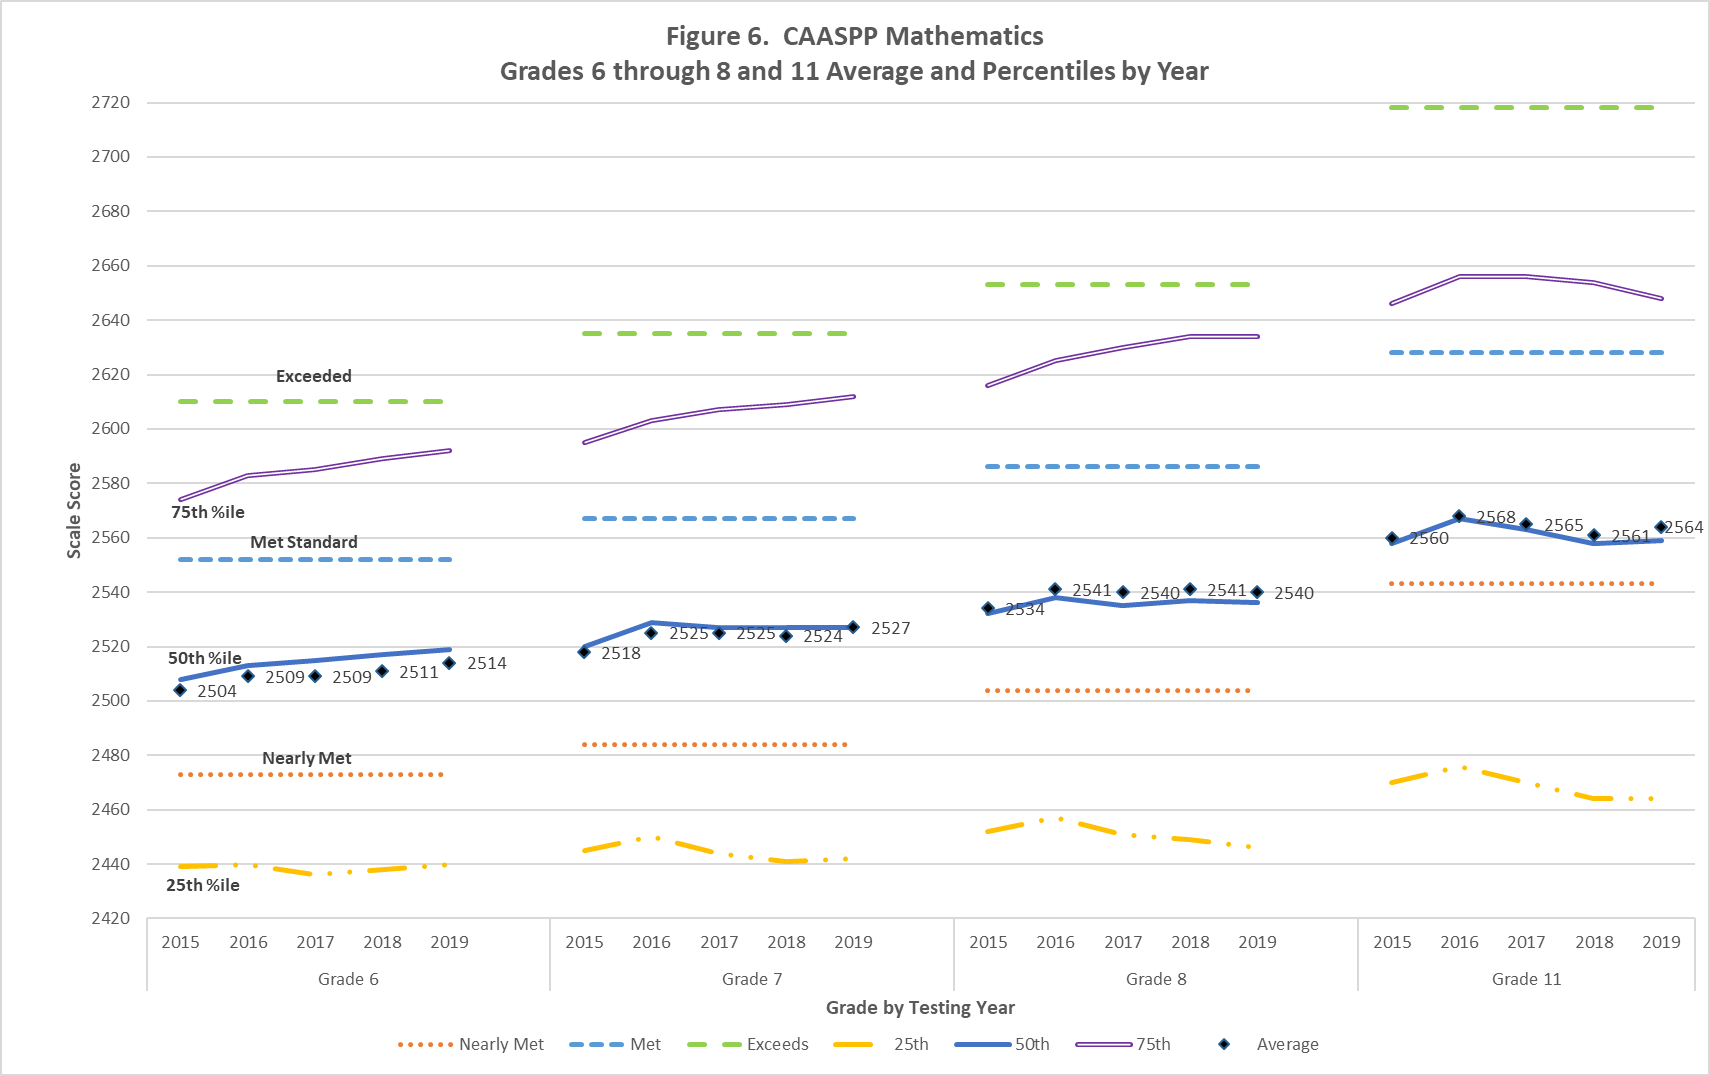 Figure 6.  CAASPP Mathematics
Grades 6 through 8 and 11 Average and Percentiles by Year
Scale Score
2720
2700
2680
2660
2640
2620
2600
2580
2560
2540
2520
2500
2480
2460
2440
2420
Exceeded
75th %ile
Met Standard
50th %ile
Nearly Met
25th %ile
2504 2509 2509 2511 2514
2518 2525 2525 2524 2527
2534 2541 2540 2541 2540
2560 2568 2565 2561 2564
2015 2016 2017 2018 2019 2015 2016 2017 2018 2019 2015 2016 2017 2018 2019 2015 2016 2017 2018 2019
Grade 6 Grade 7 Grade 8 Grade 11
Grade by Testing Year
Nearly Met Met Exceeds 25th 50th 75th Average